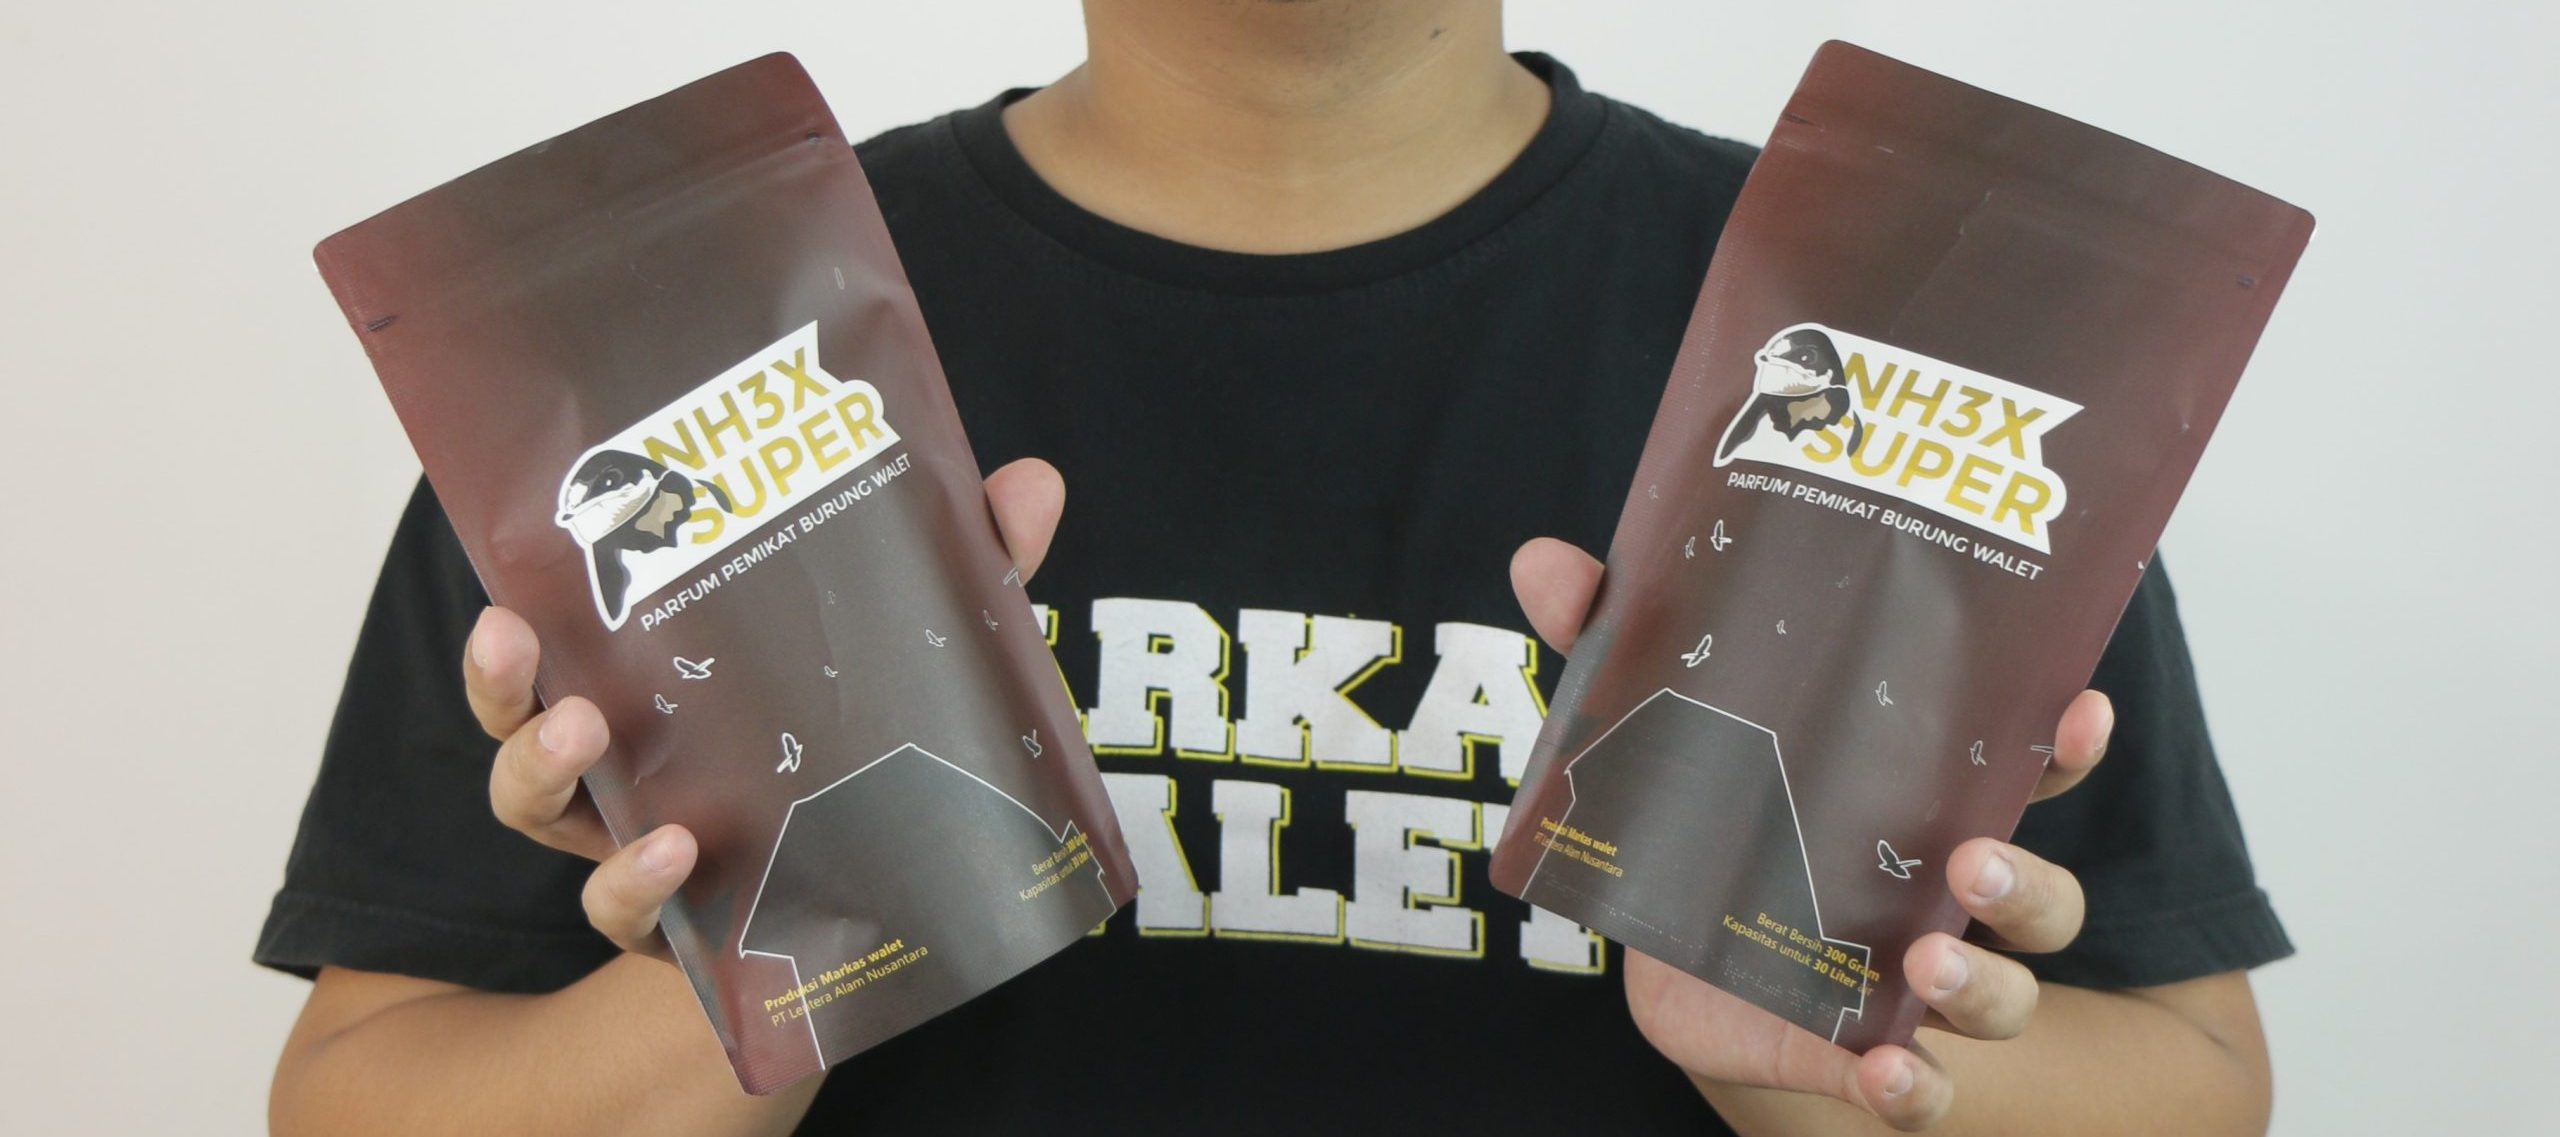 NH3X
SUPER
PARFUM PEMIKAT BURUNG WALET
Berat Bersih 300 Gram
Kapasitas untuk 30 Liter air
Produksi Markas walet
PT Lentera Alam Nusantara
ARKA
ALET
NH3X
SUPER
PARFUM PEMIKAT BURUNG WALET
Produksi Markas walet
PT Lentera Alam Nusantara
Berat Bersih 300 Gram
Kapasitas untuk 30 Liter air